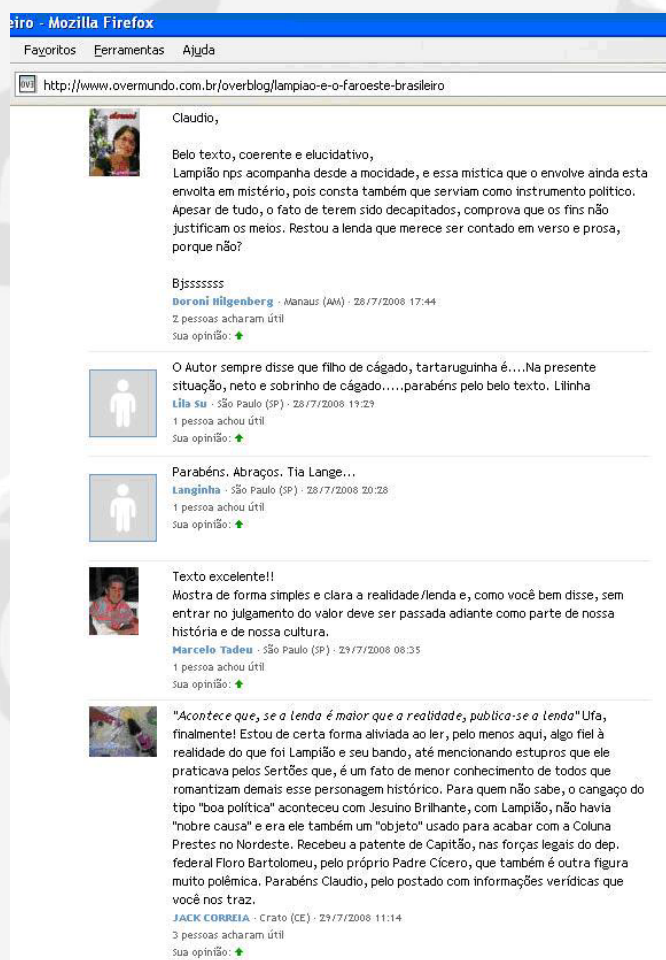 eiro - Mozilla Firefox
Favoritos Ferramentas Ajuda
http://www.overmundo.com.br/overblog/lampiao-e-o-faroeste-brasileiro
Claudio,
Belo texto, coerente e elucidativo,
Lampião nps acompanha desde a mocidade, e essa mistica que o envolve ainda esta
envolta em mistério, pois consta também que serviam como instrumento politico.
Apesar de tudo, o fato de terem sido decapitados, comprova que os fins não
justificam os meios. Restou a lenda que merece ser contado em verso e prosa,
porque não?
Bjsssssss
Doroni Hilgenberg · Manaus (AM) · 28/7/2008 17:44
2 pessoas acharam útil
Sua opinião:
O Autor sempre disse que filho de cágado, tartaruguinha é....Na presente
situação, neto e sobrinho de cágado.....parabéns pelo belo texto. Lilinha
Lila Su · São Paulo (SP) · 28/7/2008 19:29
1 pessoa achou útil
Sua opinião:
Parabéns. Abraços. Tia Lange...
Langinha · São Paulo (SP) · 28/7/2008 20:28
1 pessoa achou útil
Sua opinião:
Texto excelente!!
Mostra de forma simples e clara a realidade/lenda e, como você bem disse, sem
entrar no julgamento do valor deve ser passada adiante como parte de nossa
história e de nossa cultura.
Marcelo Tadeu · São Paulo (SP) · 29/7/2008 08:35
1 pessoa achou útil
Sua opinião:
"Acontece que, se a lenda é maior que a realidade, publica-se a lenda" Ufa,
finalmente! Estou de certa forma aliviada ao ler, pelo menos aqui, algo fiel à
realidade do que foi Lampião e seu bando, até mencionando estupros que ele
praticava pelos Sertões que, é um fato de menor conhecimento de todos que
romantizam demais esse personagem histórico. Para quem não sabe, o cangaço do
tipo "boa política" aconteceu com Jesuino Brilhante, com Lampião, não havia
"nobre causa" e era ele também um "objeto" usado para acabar com a Coluna
Prestes no Nordeste. Recebeu a patente de Capitão, nas forças legais do dep.
federal Floro Bartolomeu, pelo próprio Padre Cícero, que também é outra figura
muito polêmica. Parabéns Claudio, pelo postado com informações verídicas que
você nos traz.
JACK CORREIA · Crato (CE) · 29/7/2008 11:14
3 pessoas acharam útil
Sua opinião: